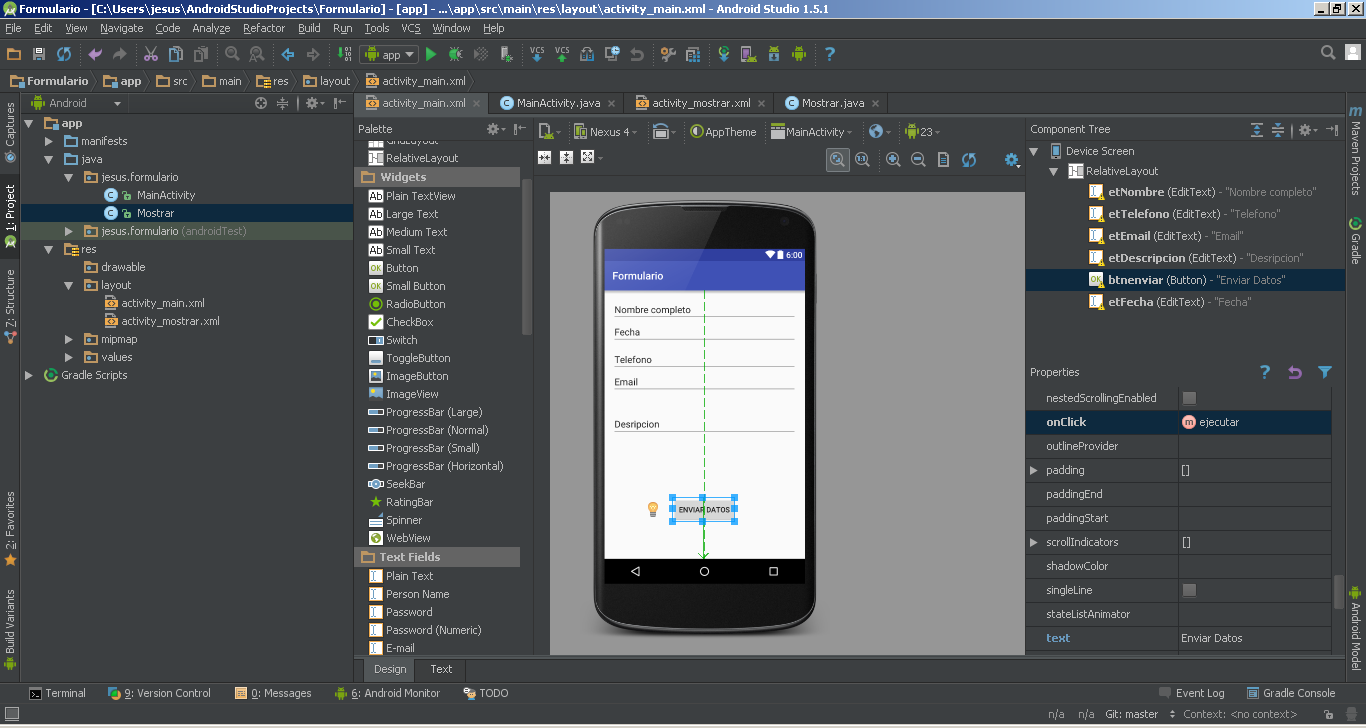 Formulario - [C:\Users\jesus\AndroidStudioProjects\Formulario] - [app] - ...\app\src\main\res\layout\activity_main.xml - Android Studio 1.5.1
File Edit View Navigate Code Analyze Refactor Build Run Tools VCS Window Help
app
VCS VCS
Formulario app src main res layout activity_main.xml
Android
activity_main.xml MainActivity.java activity_mostrar.xml Mostrar.java
Captures
1: Project
7: Structure
2: Favorites
Build Variants
app
manifests
java
jesus.formulario
MainActivity
Mostrar
jesus.formulario (androidTest)
res
drawable
layout
activity_main.xml
activity_mostrar.xml
mipmap
values
Gradle Scripts
Palette
GridLayout
RelativeLayout
Widgets
Plain TextView
Large Text
Medium Text
Small Text
Button
Small Button
RadioButton
CheckBox
Switch
ToggleButton
ImageButton
ImageView
ProgressBar (Large)
ProgressBar (Normal)
ProgressBar (Small)
ProgressBar (Horizontal)
SeekBar
RatingBar
Spinner
WebView
Text Fields
Plain Text
Person Name
Password
Password (Numeric)
E-mail
Nexus 4 AppTheme MainActivity 23
6:00
Formulario
Nombre completo
Fecha
Telefono
Email
Desripcion
ENVIAR DATOS
Design Text
Component Tree
Device Screen
RelativeLayout
etNombre (EditText) - "Nombre completo"
etTelefono (EditText) - "Telefono"
etEmail (EditText) - "Email"
etDescripcion (EditText) - "Desripcion"
btnenviar (Button) - "Enviar Datos"
etFecha (EditText) - "Fecha"
Properties
nestedScrollingEnabled
onClick ejecutar
outlineProvider
padding []
paddingEnd
paddingStart
scrollIndicators []
shadowColor
singleLine
stateListAnimator
text Enviar Datos
Maven Projects
Gradle
Android Model
Terminal 9: Version Control 0: Messages 6: Android Monitor TODO Event Log Gradle Console
n/a n/a Git: master Context: <no context>